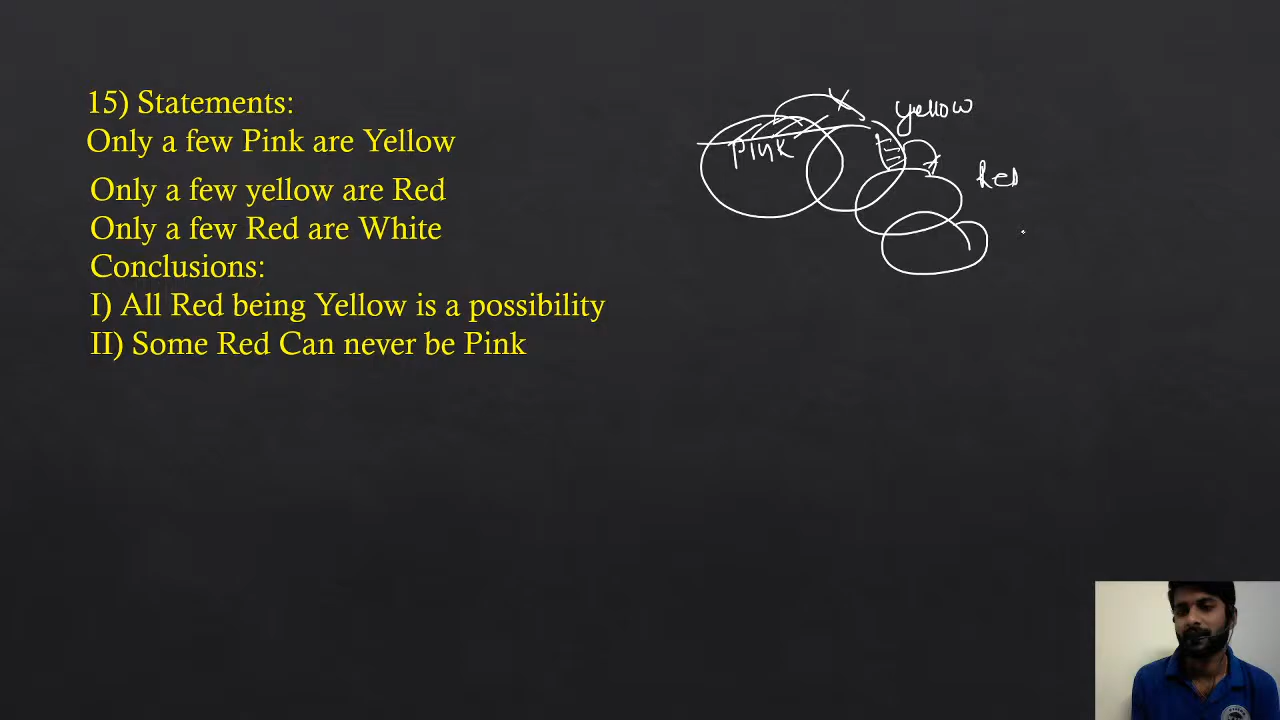 15) Statements:
Only a few Pink are Yellow
Only a few yellow are Red
Only a few Red are White
Conclusions:
I) All Red being Yellow is a possibility
II) Some Red Can never be Pink
yellow
Pink
Red